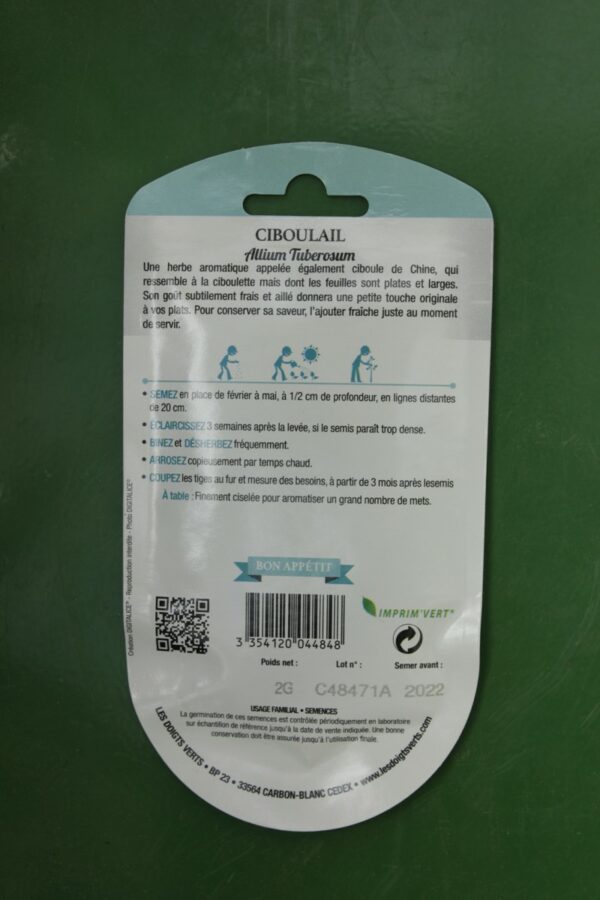 CIBOULAIL
Allium Tuberosum
Une herbe aromatique appelée également ciboule de Chine, qui
ressemble à la ciboulette mais dont les feuilles sont plates et larges.
Son goût subtilement frais et aillé donnera une petite touche originale
à vos plats. Pour conserver sa saveur, l'ajouter fraîche juste au moment
de servir.
• SEMEZ en place de février à mai, à 1/2 cm de profondeur, en lignes distantes
de 20 cm.
• ÉCLAIRCISSEZ 3 semaines après la levée, si le semis paraît trop dense.
• BINEZ et DÉSHERBEZ fréquemment.
• ARROSEZ copieusement par temps chaud.
• COUPEZ les tiges au fur et mesure des besoins, à partir de 3 mois après lesemis
À table : Finement ciselée pour aromatiser un grand nombre de mets.
Création DIGITALICE® - Reproduction interdite - Photo DIGITALICE®
BON APPÉTIT
IMPRIM'VERT®
3 354120 044848
Poids net : Lot n° : Semer avant :
2G C48471A 2022
USAGE FAMILIAL • SEMENCES
La germination de ces semences est contrôlée périodiquement en laboratoire
sur échantillon de référence jusqu'à la date de vente indiquée. Une bonne
conservation doit être assurée jusqu'à l'utilisation finale.
LES DOIGTS VERTS • BP 23 • 33564 CARBON-BLANC CEDEX • www.lesdoigtsverts.com